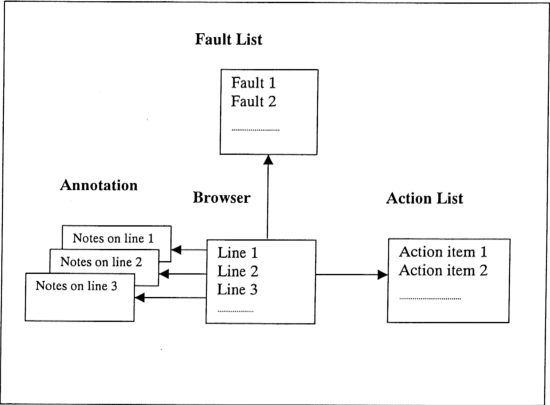 Fault List
Fault 1
Fault 2
....................
Annotation
Browser
Action List
Notes on line 1
Notes on line 2
Notes on line 3
Line 1
Line 2
Line 3
...............
Action item 1
Action item 2
..........................